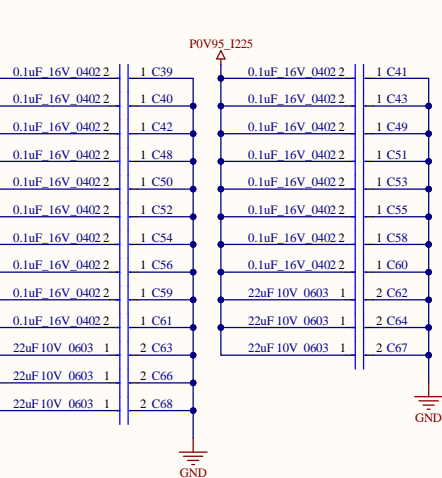 P0V95_I225
0.1uF_16V_0402 2 1 C39
0.1uF_16V_0402 2 1 C40
0.1uF_16V_0402 2 1 C42
0.1uF_16V_0402 2 1 C48
0.1uF_16V_0402 2 1 C50
0.1uF_16V_0402 2 1 C52
0.1uF_16V_0402 2 1 C54
0.1uF_16V_0402 2 1 C56
0.1uF_16V_0402 2 1 C59
0.1uF_16V_0402 2 1 C61
22uF 10V 0603 1 2 C63
22uF 10V 0603 1 2 C66
22uF 10V 0603 1 2 C68
GND
0.1uF_16V_0402 2 1 C41
0.1uF_16V_0402 2 1 C43
0.1uF_16V_0402 2 1 C49
0.1uF_16V_0402 2 1 C51
0.1uF_16V_0402 2 1 C53
0.1uF_16V_0402 2 1 C55
0.1uF_16V_0402 2 1 C58
0.1uF_16V_0402 2 1 C60
22uF 10V 0603 1 2 C62
22uF 10V 0603 1 2 C64
22uF 10V 0603 1 2 C67
GND